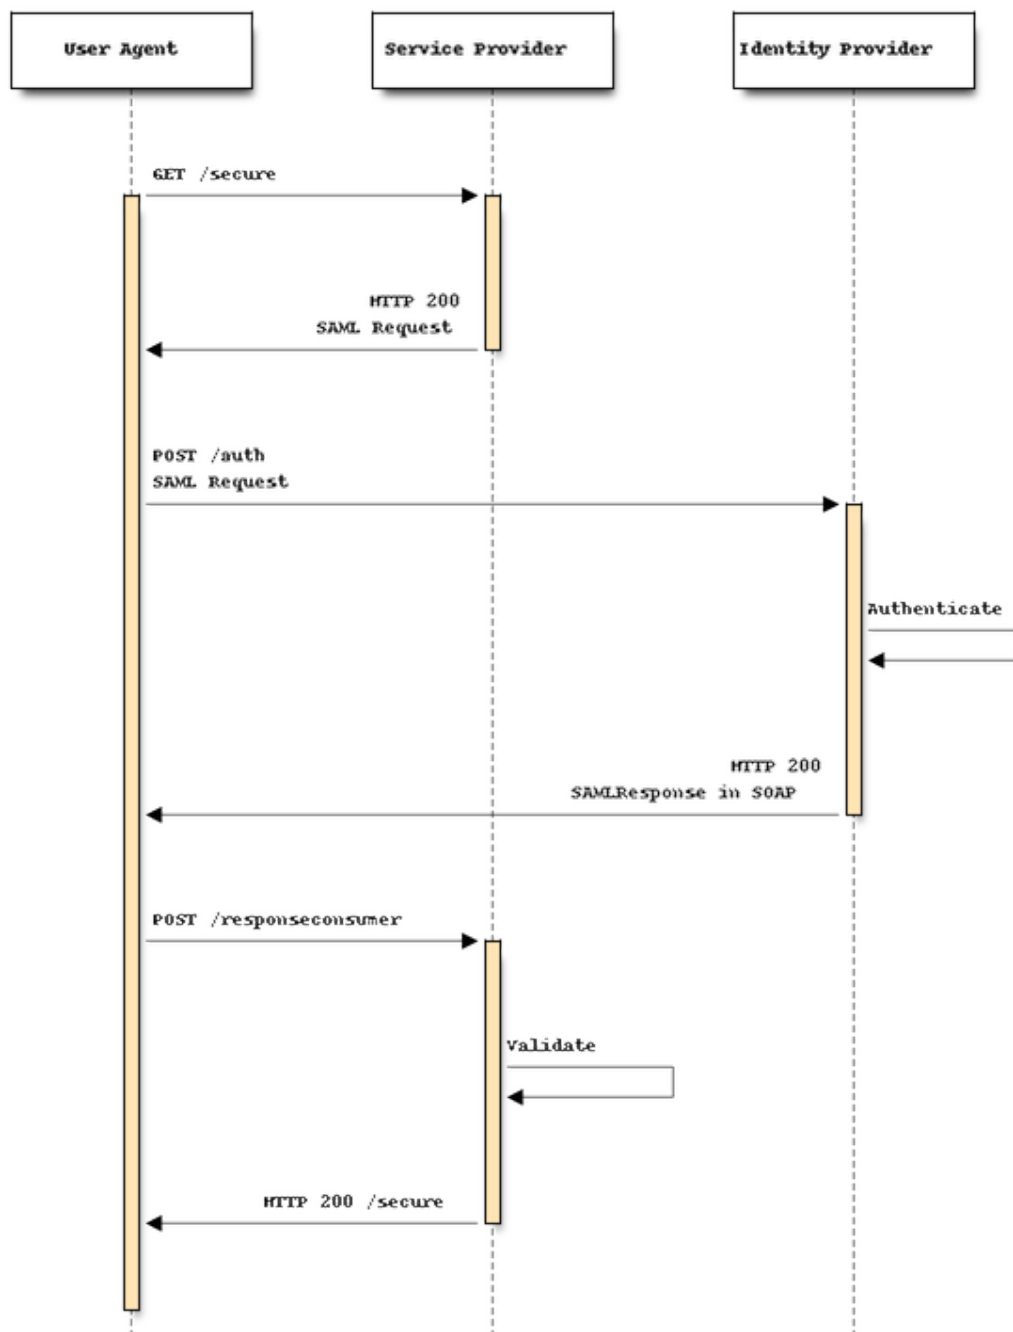 User Agent
Service Provider
Identity Provider
GET /secure
HTTP 200
SAML Request
POST /auth
SAML Request
Authenticate
HTTP 200
SAMLResponse in SOAP
POST /responseconsumer
Validate
HTTP 200 /secure